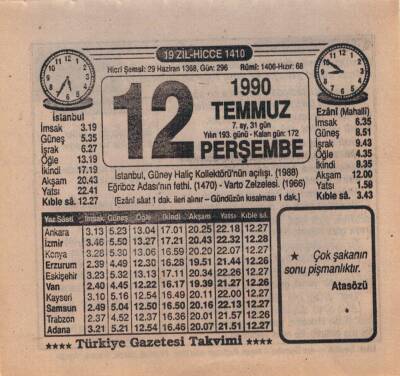 19 ZİL-HİCCE 1410
Hicri Şemsi: 29 Haziran 1368, Gün: 296 Rûmî: 1406-Hızır: 68
12
1990
TEMMUZ
7. ay, 31 gün
Yılın 193. günü - Kalan gün: 172
PERŞEMBE
İstanbul
İmsak 3.19
Güneş 5.35
İşrak 6.27
Öğle 13.19
İkindi 17.19
Akşam 20.43
Yatsı 22.41
Kıble sâ. 12.27
Ezânî (Mahallî)
İmsak 6.35
Güneş 8.51
İşrak 9.43
Öğle 4.35
İkindi 8.35
Akşam 12.00
Yatsı 1.58
Kıble sâ. 3.43
İstanbul, Güney Haliç Kollektörü'nün açılışı. (1988)
Eğriboz Adası'nın fethi. (1470) - Varto Zelzelesi. (1966)
[Ezânî sâat 1 dak. ileri alınır – Gündüzün kısalması 1 dak.]
Yaz Sâati İmsak Güneş Öğle İkindi Akşam Yatsı Kıble sâ.
Ankara 3.13 5.23 13.04 17.01 20.25 22.18 12.27
İzmir 3.46 5.50 13.27 17.21 20.43 22.32 12.28
Konya 3.28 5.30 13.06 16.59 20.20 22.07 12.27
Erzurum 2.39 4.49 12.30 16.28 19.51 21.44 12.26
Eskişehir 3.23 5.32 13.13 17.11 20.34 22.26 12.27
Van 2.40 4.45 12.22 16.17 19.39 21.27 12.26
Kayseri 3.10 5.16 12.54 16.49 20.11 22.00 12.27
Samsun 2.49 5.04 12.50 16.50 20.16 22.13 12.27
Trabzon 2.37 4.52 12.37 16.36 20.01 21.57 12.26
Adana 3.21 5.21 12.54 16.46 20.07 21.51 12.27
★ Çok şakanın
sonu pişmanlıktır.
Atasözü
★★★★ Türkiye Gazetesi Takvimi ★★★★